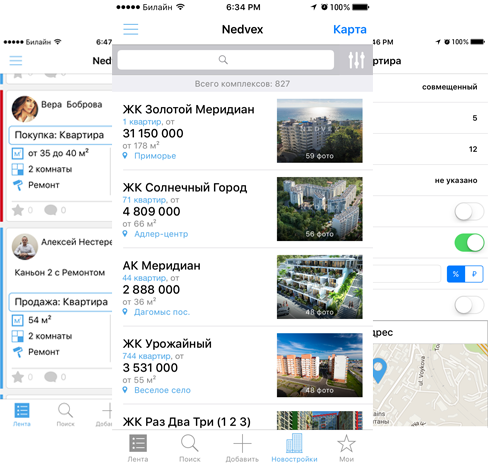 Билайн
6:47
Ned
Вера Боброва
Покупка: Квартира
от 35 до 40 м²
2 комнаты
Ремонт
0
0
Алексей Нестере
Каньон 2 с Ремонтом
Продажа: Квартира
54 м²
2 комнаты
Ремонт
0
0
Лента
Поиск
Добави
Билайн
6:34 PM
100%
Nedvex
Карта
Всего комплексов: 827
ЖК Золотой Меридиан
1 квартир, от
31 150 000
от 178 м²
Приморье
59 фото
ЖК Солнечный Город
71 квартир, от
4 809 000
от 66 м²
Адлер-центр
56 фото
АК Меридиан
44 квартир, от
2 888 000
от 36 м²
Дагомыс пос.
48 фото
ЖК Урожайный
744 квартир, от
3 531 000
от 55 м²
Веселое село
48 фото
ЖК Раз Два Три (1 2 3)
Лента
Поиск
Добавить
Новостройки
Мои
46 PM
100%
артира
совмещенный
5
12
не указано
%
₽
дрес
ul. Voykova